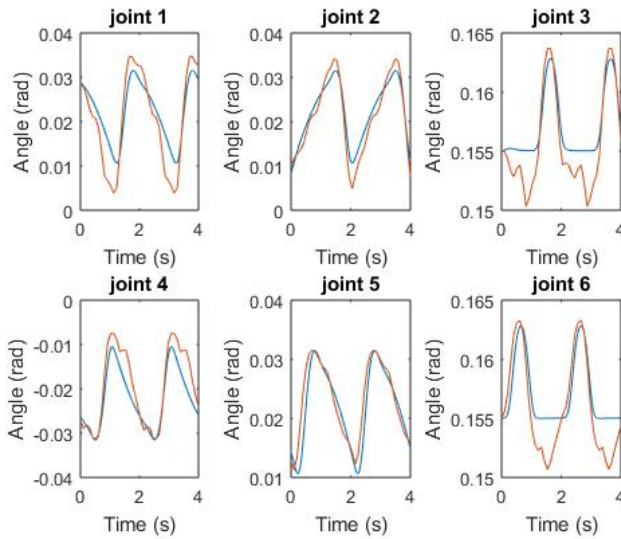 joint 1
joint 2
joint 3
0.04
0.03
0.02
0.01
0
Angle (rad)
0 2 4
Time (s)
0.04
0.03
0.02
0.01
0
Angle (rad)
0 2 4
Time (s)
0.165
0.16
0.155
0.15
Angle (rad)
0 2 4
Time (s)
joint 4
joint 5
joint 6
0
-0.01
-0.02
-0.03
-0.04
Angle (rad)
0 2 4
Time (s)
0.04
0.03
0.02
0.01
Angle (rad)
0 2 4
Time (s)
0.165
0.16
0.155
0.15
Angle (rad)
0 2 4
Time (s)